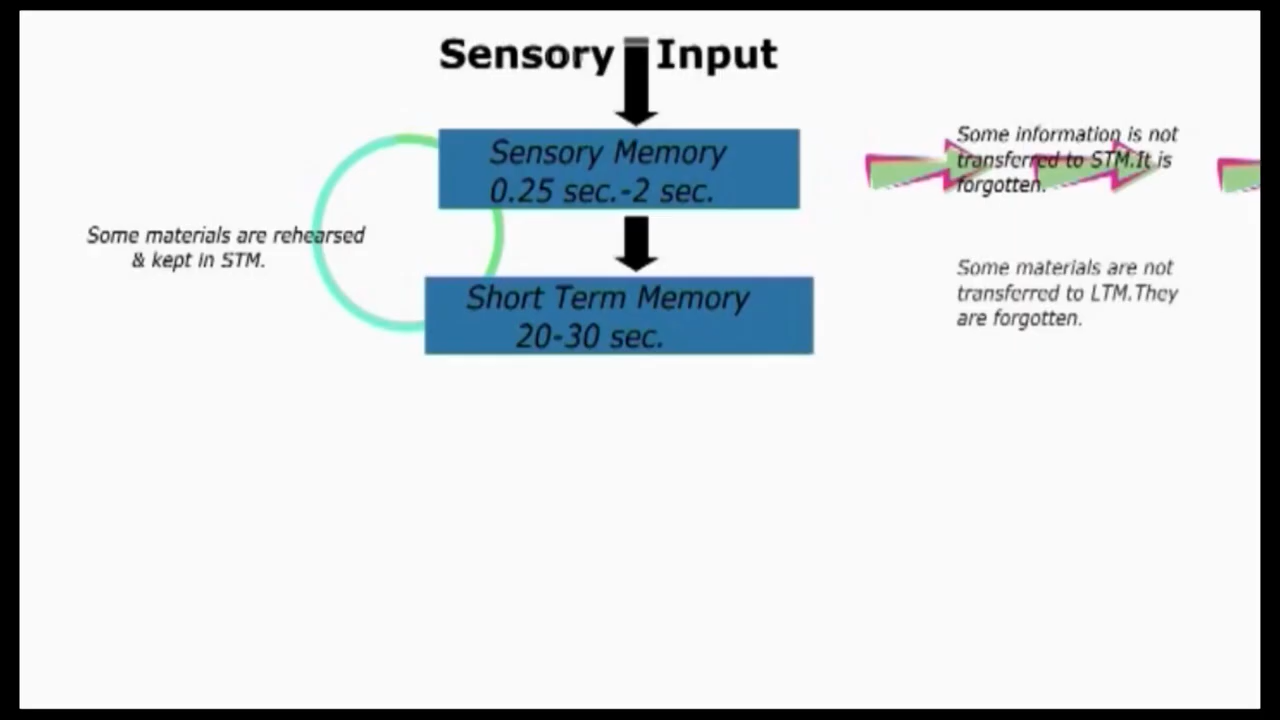 Sensory Input
Sensory Memory
0.25 sec.-2 sec.
Some information is not
transferred to STM.It is
forgotten.
Some materials are rehearsed
& kept in STM.
Short Term Memory
20-30 sec.
Some materials are not
transferred to LTM.They
are forgotten.